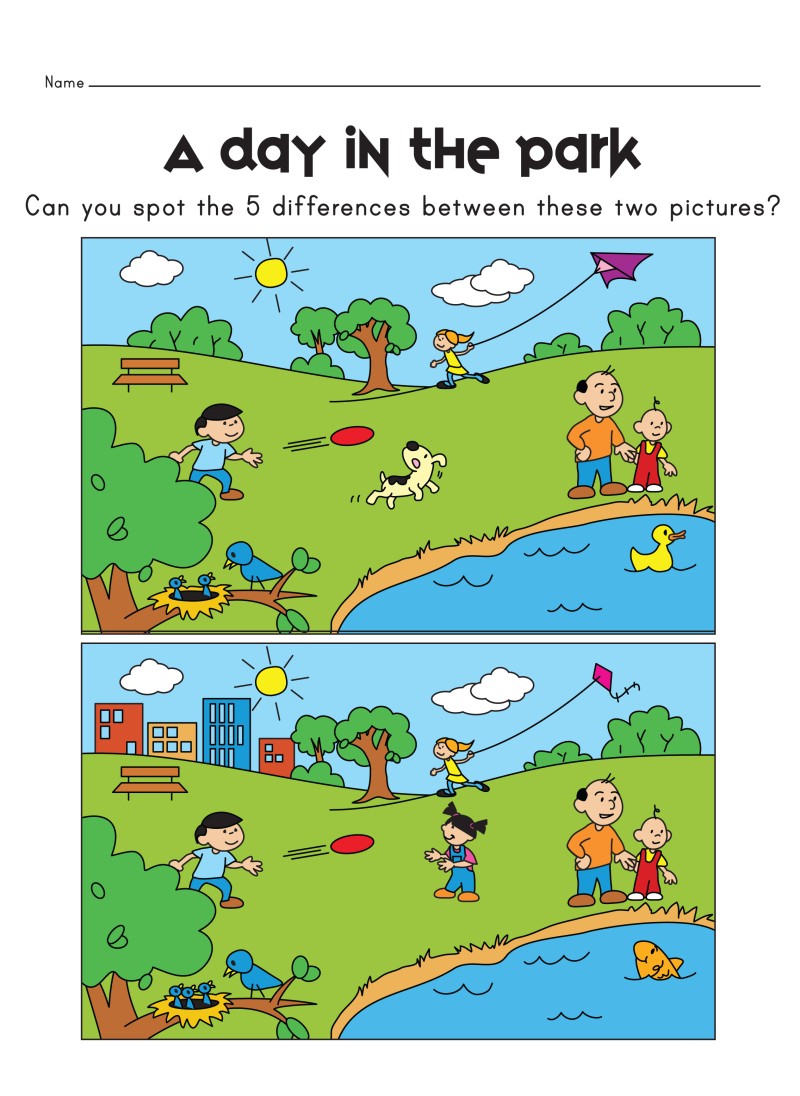 Name
A day in the park
Can you spot the 5 differences between these two pictures?